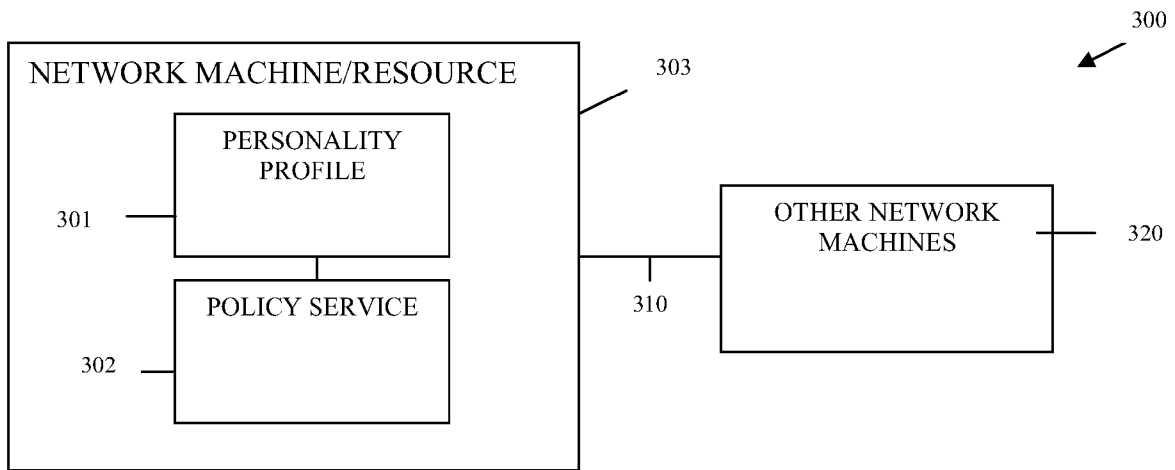 300
NETWORK MACHINE/RESOURCE
303
PERSONALITY
PROFILE
301
OTHER NETWORK
MACHINES
320
310
POLICY SERVICE
302